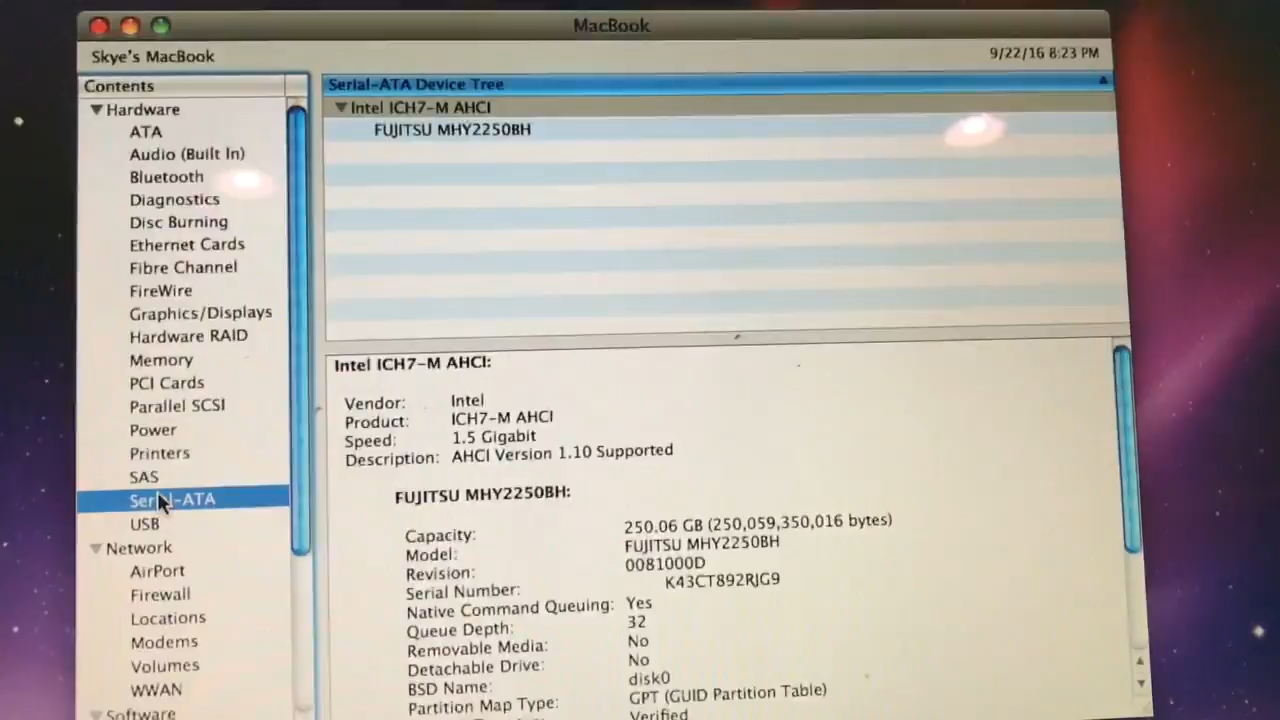 MacBook
Skye's MacBook
9/22/16 8:23 PM
Contents
Hardware
ATA
Audio (Built In)
Bluetooth
Diagnostics
Disc Burning
Ethernet Cards
Fibre Channel
FireWire
Graphics/Displays
Hardware RAID
Memory
PCI Cards
Parallel SCSI
Power
Printers
SAS
Serial-ATA
USB
Network
AirPort
Firewall
Locations
Modems
Volumes
WWAN
Software
Serial-ATA Device Tree
Intel ICH7-M AHCI
FUJITSU MHY2250BH
Intel ICH7-M AHCI:
Vendor: Intel
Product: ICH7-M AHCI
Speed: 1.5 Gigabit
Description: AHCI Version 1.10 Supported
FUJITSU MHY2250BH:
Capacity: 250.06 GB (250,059,350,016 bytes)
Model: FUJITSU MHY2250BH
Revision: 0081000D
Serial Number: K43CT892RJG9
Native Command Queuing: Yes
Queue Depth: 32
Removable Media: No
Detachable Drive: No
BSD Name: disk0
Partition Map Type: GPT (GUID Partition Table)
Verified